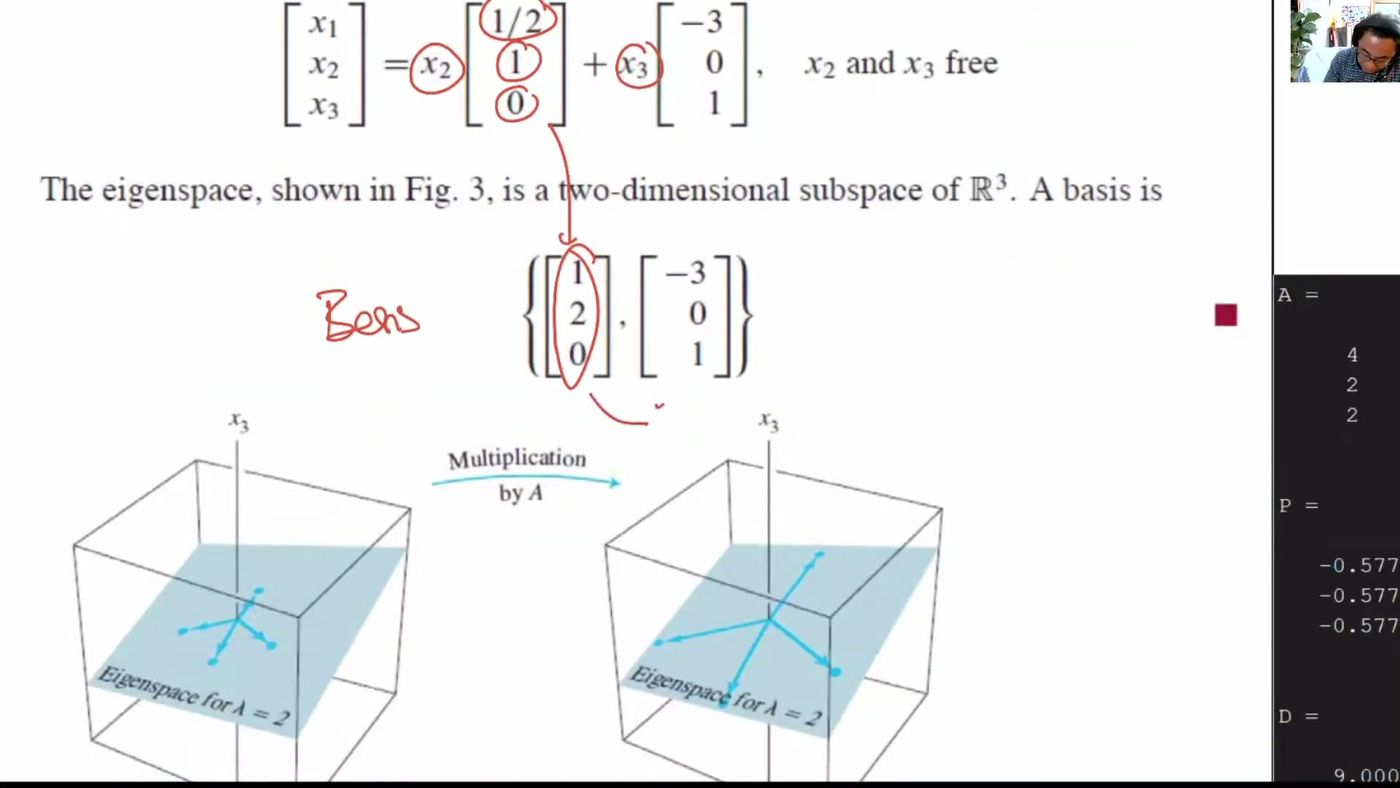 [x1 x2 x3] = x2 [1/2 1 0] + x3 [−3 0 1], x2 and x3 free
The eigenspace, shown in Fig. 3, is a two-dimensional subspace of ℝ³. A basis is
{[1 2 0], [−3 0 1]}
x3
Multiplication
by A
Eigenspace for λ = 2
x3
Eigenspace for λ = 2
A =
4
2
2
P =
-0.577
-0.577
-0.577
D =
9.000